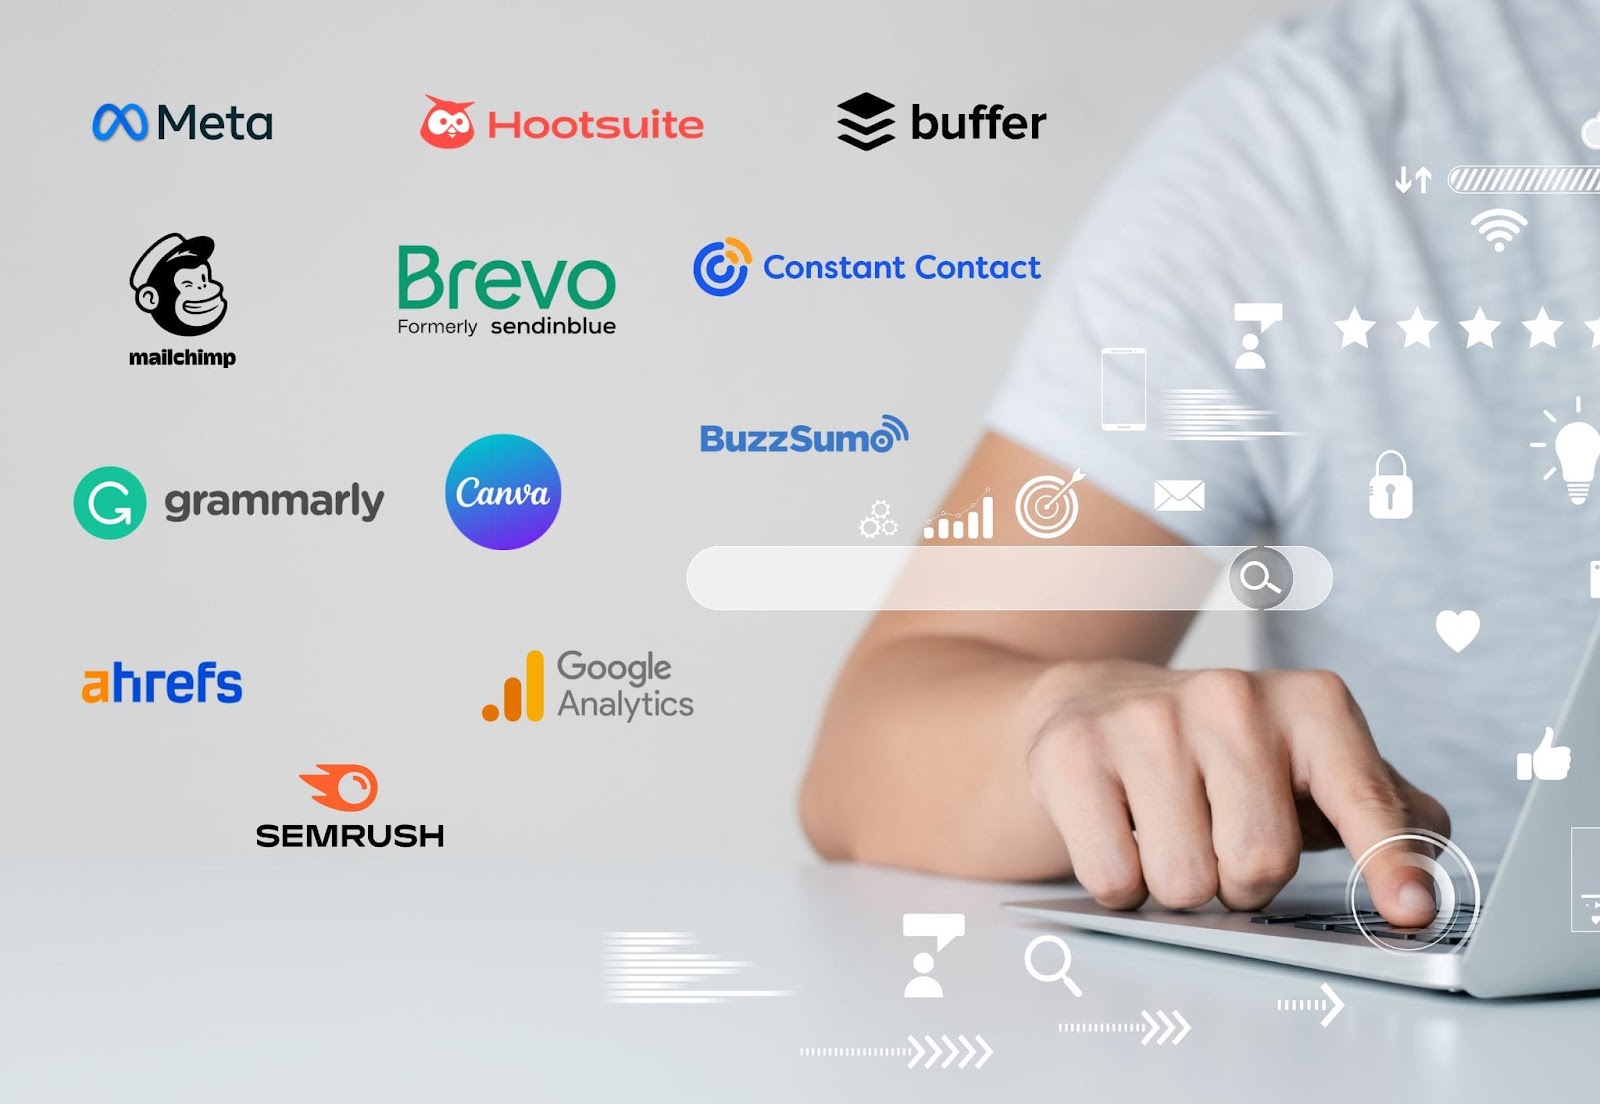 Meta
Hootsuite
buffer
mailchimp
Brevo
Formerly sendinblue
Constant Contact
BuzzSumo
grammarly
Canva
ahrefs
Google
Analytics
SEMRUSH